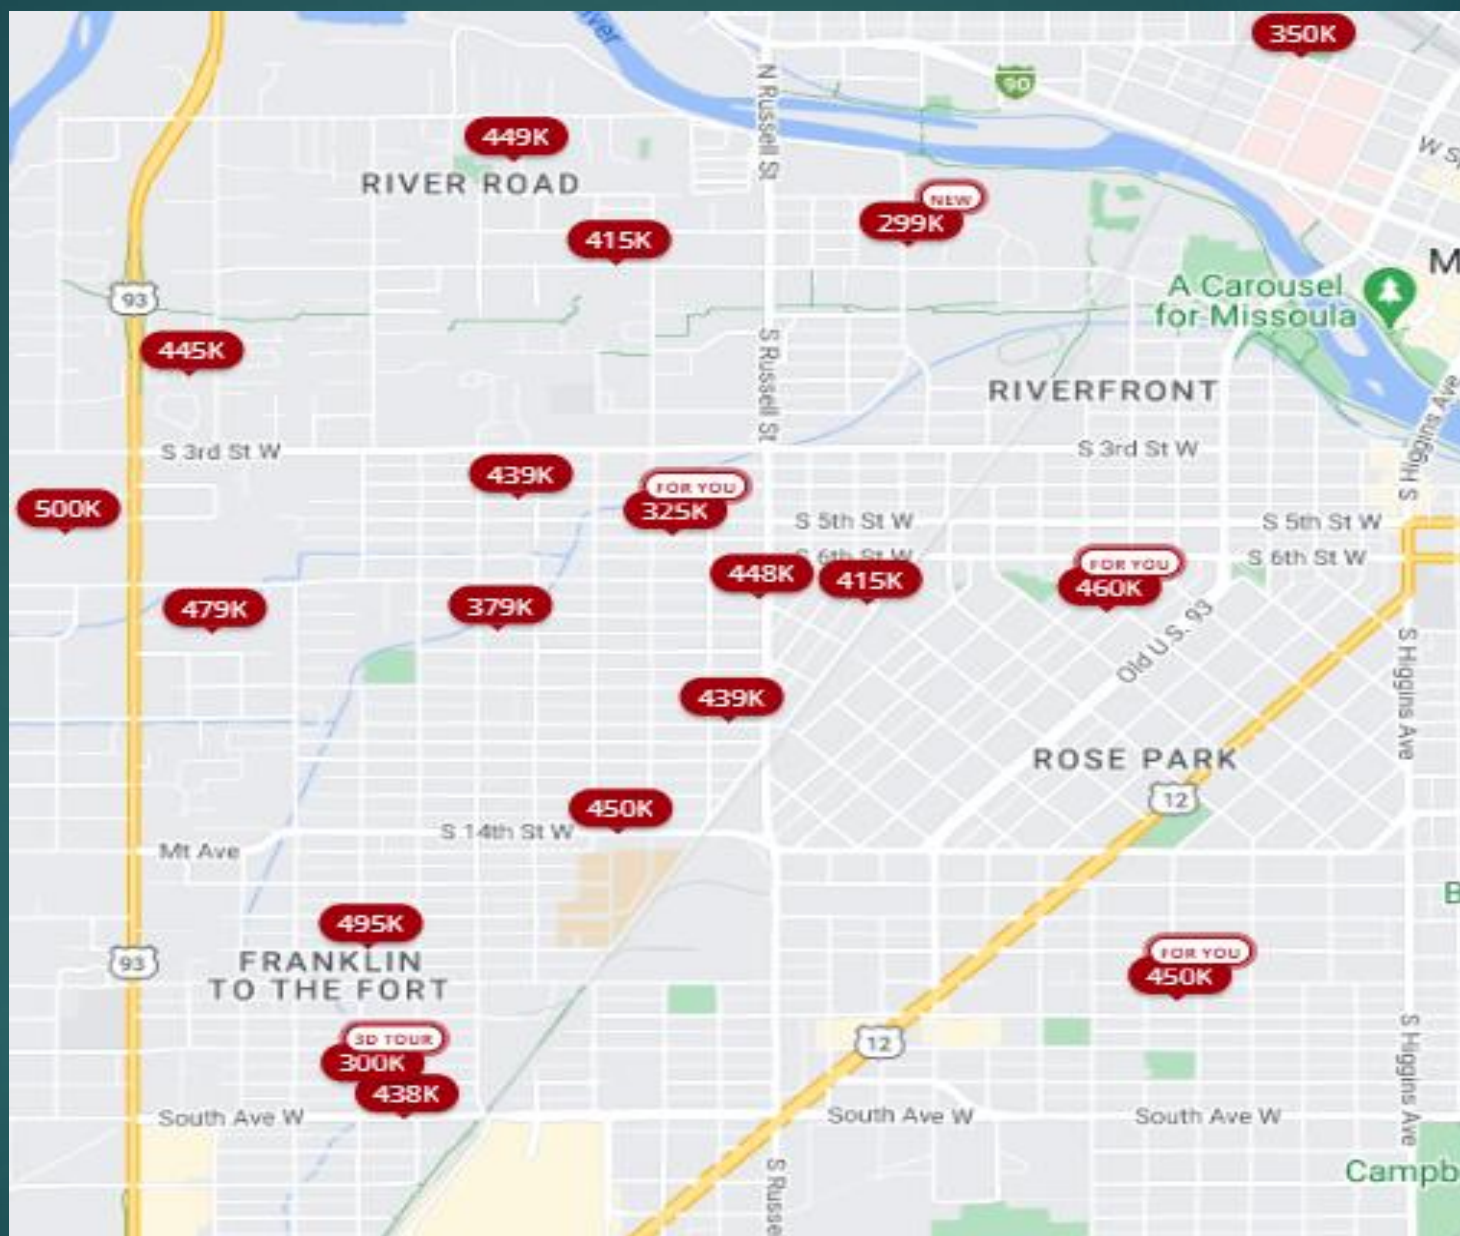 River
350K
N Russell St
90
449K
RIVER ROAD
W S
NEW
299K
415K
M
A Carousel
for Missoula
93
445K
S Russell St
RIVERFRONT
S 3rd St W
S 3rd St W
S Higgins Ave
439K
FOR YOU
325K
500K
S 5th St W
S 5th St W
S 6th St W
S 6th St W
448K
415K
FOR YOU
460K
479K
379K
Old U.S. 93
S Higgins Ave
439K
ROSE PARK
12
450K
S 14th St W
Mt Ave
B
495K
FRANKLIN
TO THE FORT
93
FOR YOU
450K
3D TOUR
300K
12
S Higgins Ave
438K
South Ave W
South Ave W
South Ave W
S Russe
Campb